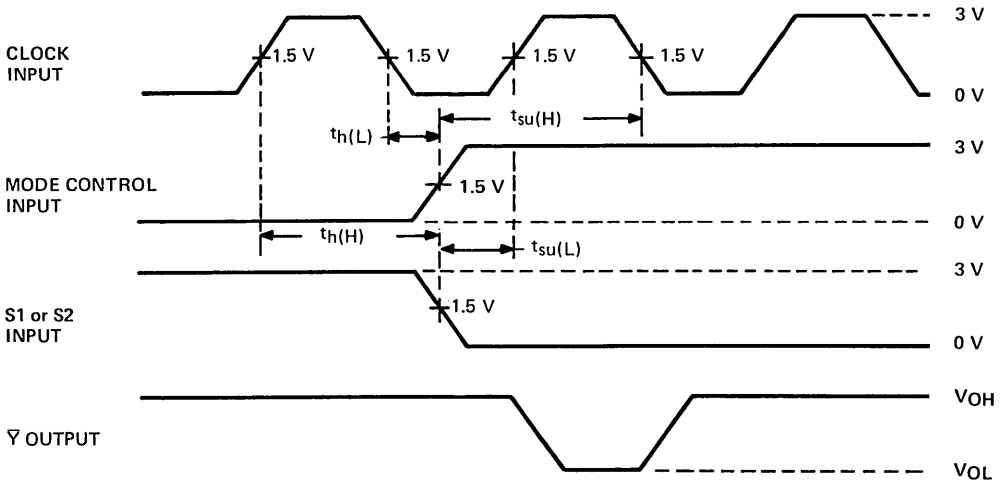 3 V
CLOCK
INPUT
1.5 V
1.5 V
1.5 V
1.5 V
0 V
th(L)
tsu(H)
3 V
MODE CONTROL
INPUT
1.5 V
0 V
th(H)
tsu(L)
3 V
S1 or S2
INPUT
1.5 V
0 V
VOH
Y̅ OUTPUT
VOL